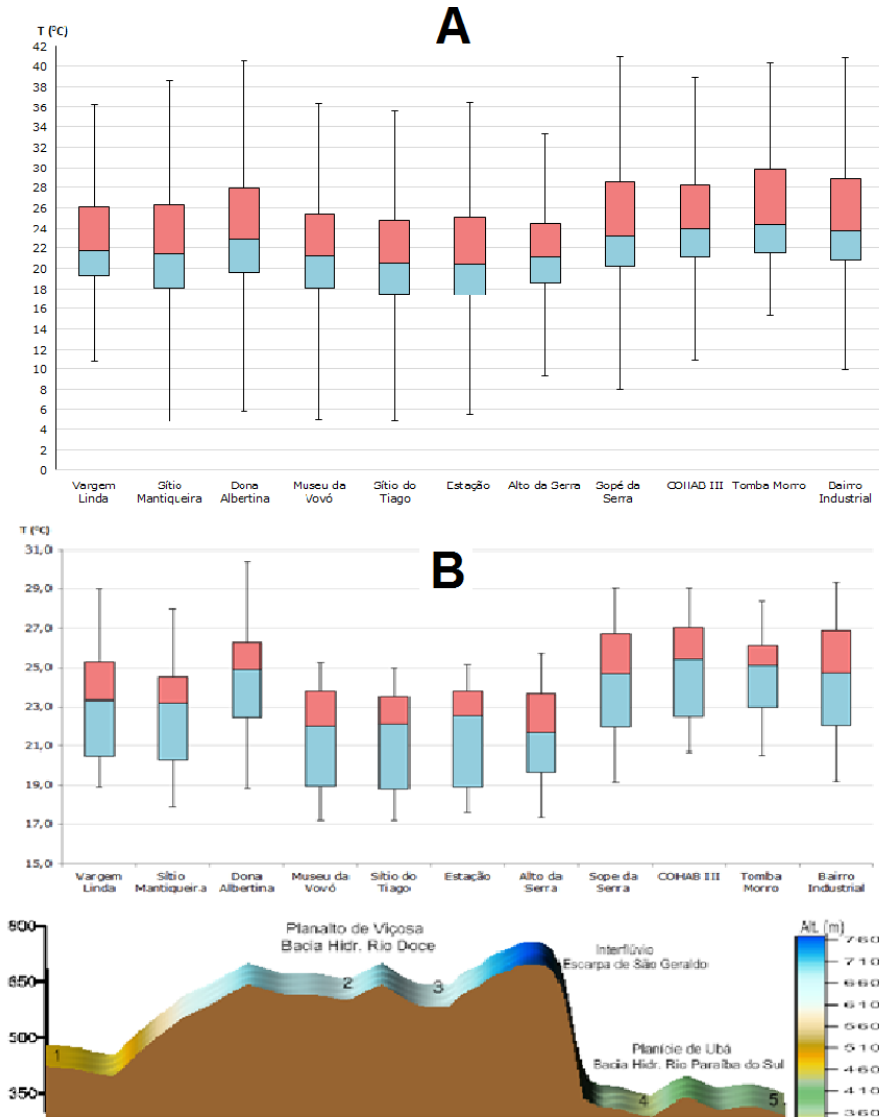 A
T (ºC)
42
40
38
36
34
32
30
28
26
24
22
20
18
16
14
12
10
8
6
4
2
0
Vargem Linda
Sítio Mantiqueira
Dona Albertina
Museu da Vovó
Sítio do Tiago
Estação
Alto da Serra
Sopé da Serra
COHAB III
Tomba Morro
Bairro Industrial
B
T (ºC)
31,0
29,0
27,0
25,0
23,0
21,0
19,0
17,0
15,0
Vargem Linda
Sítio Mantiqueira
Dona Albertina
Museu da Vovó
Sítio do Tiago
Estação
Alto da Serra
Sope da Serra
COHAB III
Tomba Morro
Bairro Industrial
800
650
500
350
Planalto de Viçosa
Bacia Hidr. Rio Doce
Interflúvio
Escarpa de São Geraldo
Planície de Ubá
Bacia Hidr. Rio Paraíba do Sul
1
2
3
4
5
Alt. (m)
760
710
660
610
560
510
460
410
360